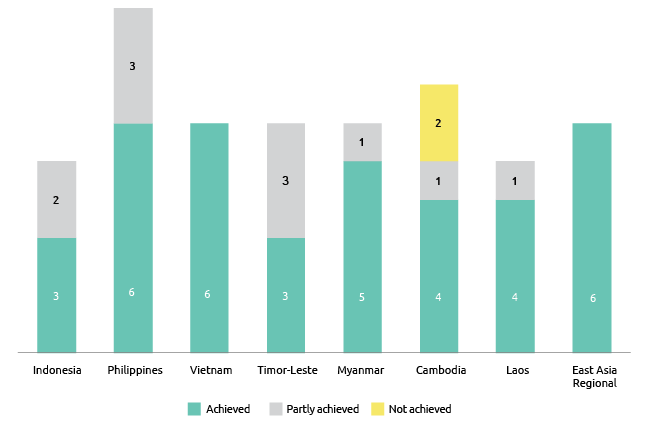 3
2
1
2
3
1
1
3
6
6
3
5
4
4
6
Indonesia
Philippines
Vietnam
Timor-Leste
Myanmar
Cambodia
Laos
East Asia
Regional
Achieved
Partly achieved
Not achieved